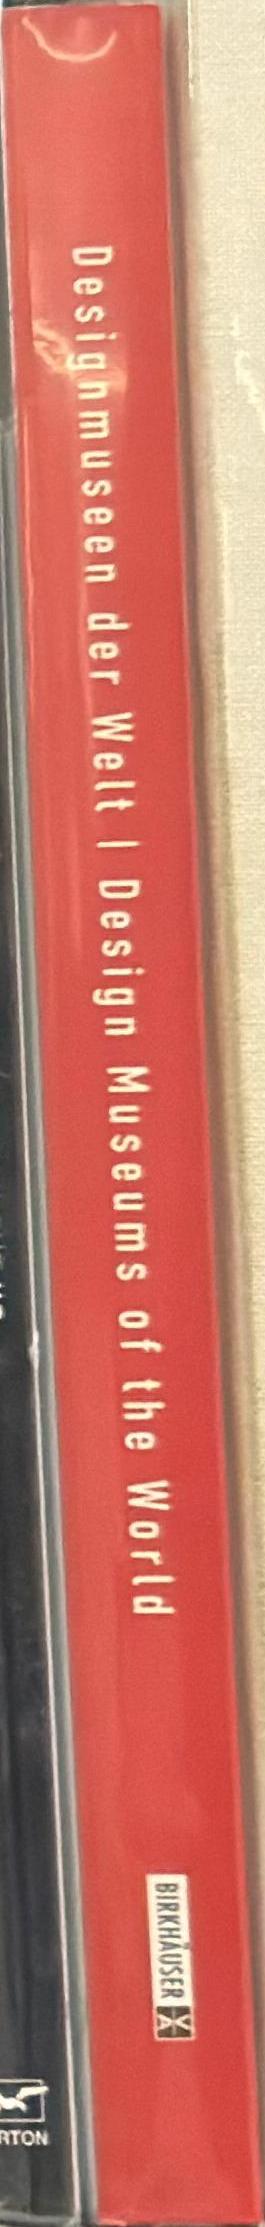 Designmuseen der Welt | Design Museums of the World
BIRKHÄUSER
RTON